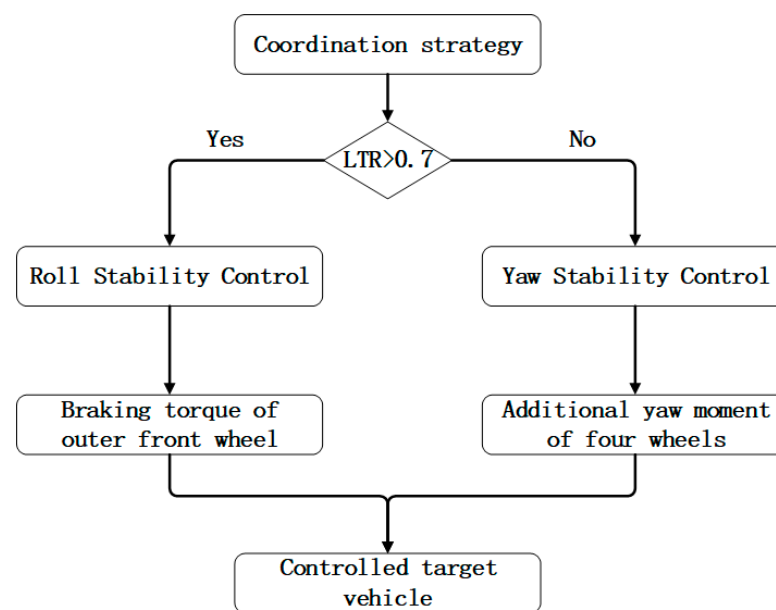 Coordination strategy
Yes
LTR>0.7
No
Roll Stability Control
Yaw Stability Control
Braking torque of
outer front wheel
Additional yaw moment
of four wheels
Controlled target
vehicle